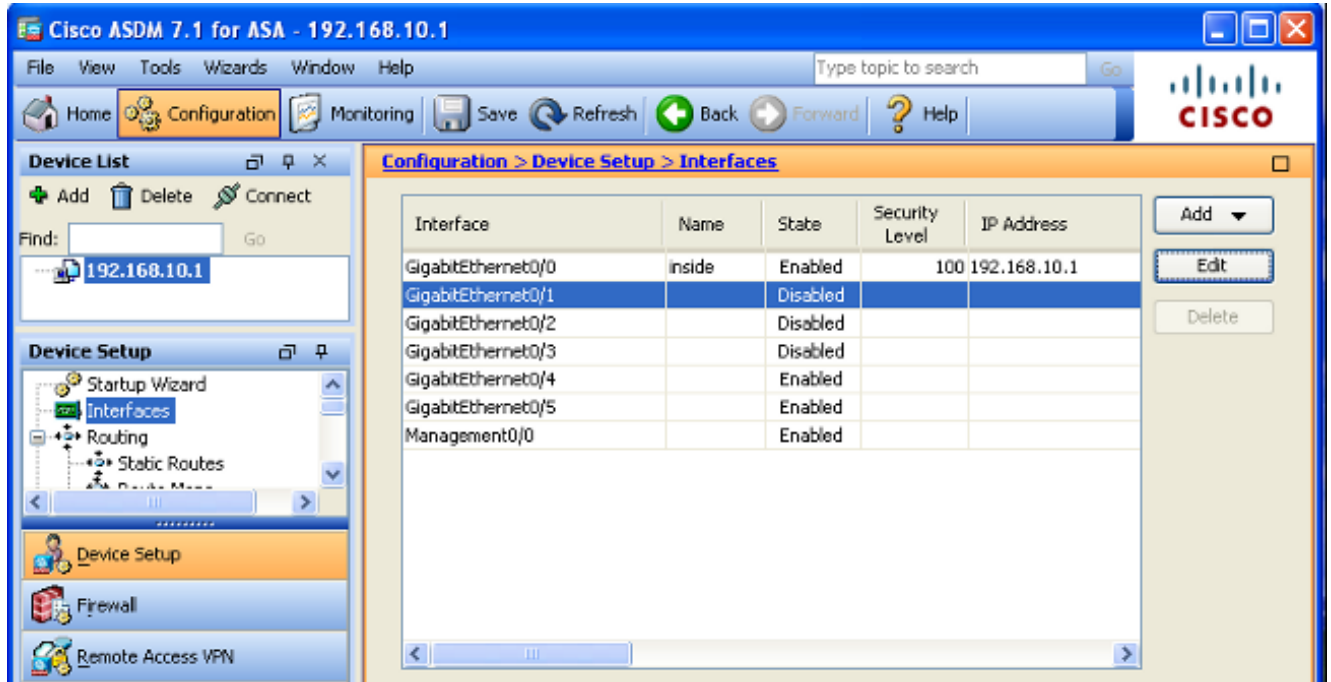 Cisco ASDM 7.1 for ASA - 192.168.10.1
File View Tools Wizards Window Help
Type topic to search Go
Home Configuration Monitoring Save Refresh Back Forward Help
CISCO
Device List
Add Delete Connect
Find: Go
192.168.10.1
Device Setup
Startup Wizard
Interfaces
Routing
Static Routes
Device Setup
Firewall
Remote Access VPN
Configuration > Device Setup > Interfaces
Interface Name State Security Level IP Address
GigabitEthernet0/0 inside Enabled 100 192.168.10.1
GigabitEthernet0/1 Disabled
GigabitEthernet0/2 Disabled
GigabitEthernet0/3 Disabled
GigabitEthernet0/4 Enabled
GigabitEthernet0/5 Enabled
Management0/0 Enabled
Add
Edit
Delete